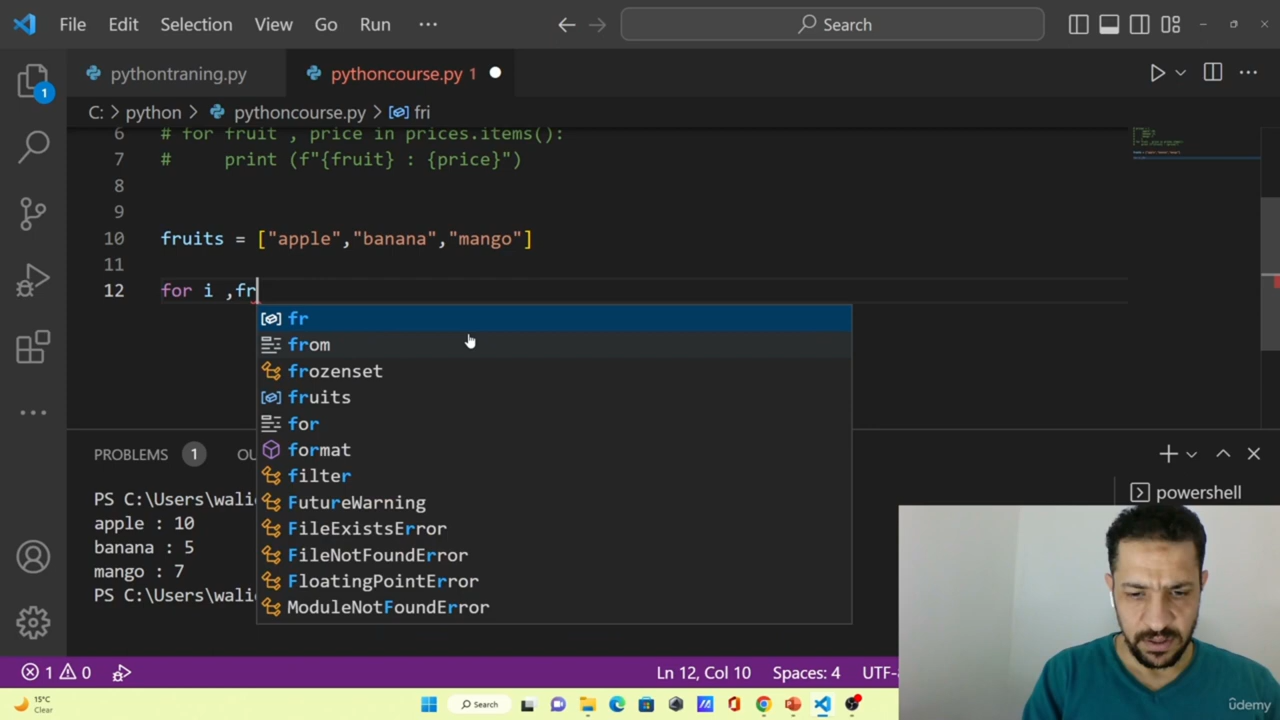 File Edit Selection View Go Run ··· Search
pythontraning.py pythoncourse.py 1
C: > python > pythoncourse.py > fri
1
6 # for fruit , price in prices.items():
7 #     print (f"{fruit} : {price}")
8
9
10 fruits = ["apple","banana","mango"]
11
12 for i ,fr
fr
from
frozenset
fruits
for
format
filter
FutureWarning
FileExistsError
FileNotFoundError
FloatingPointError
ModuleNotFoundError
PROBLEMS 1 OU
powershell
PS C:\Users\wali
apple : 10
banana : 5
mango : 7
PS C:\Users\wali
1 0 Ln 12, Col 10 Spaces: 4 UTF-
15°C
Clear
Search
ûdemy